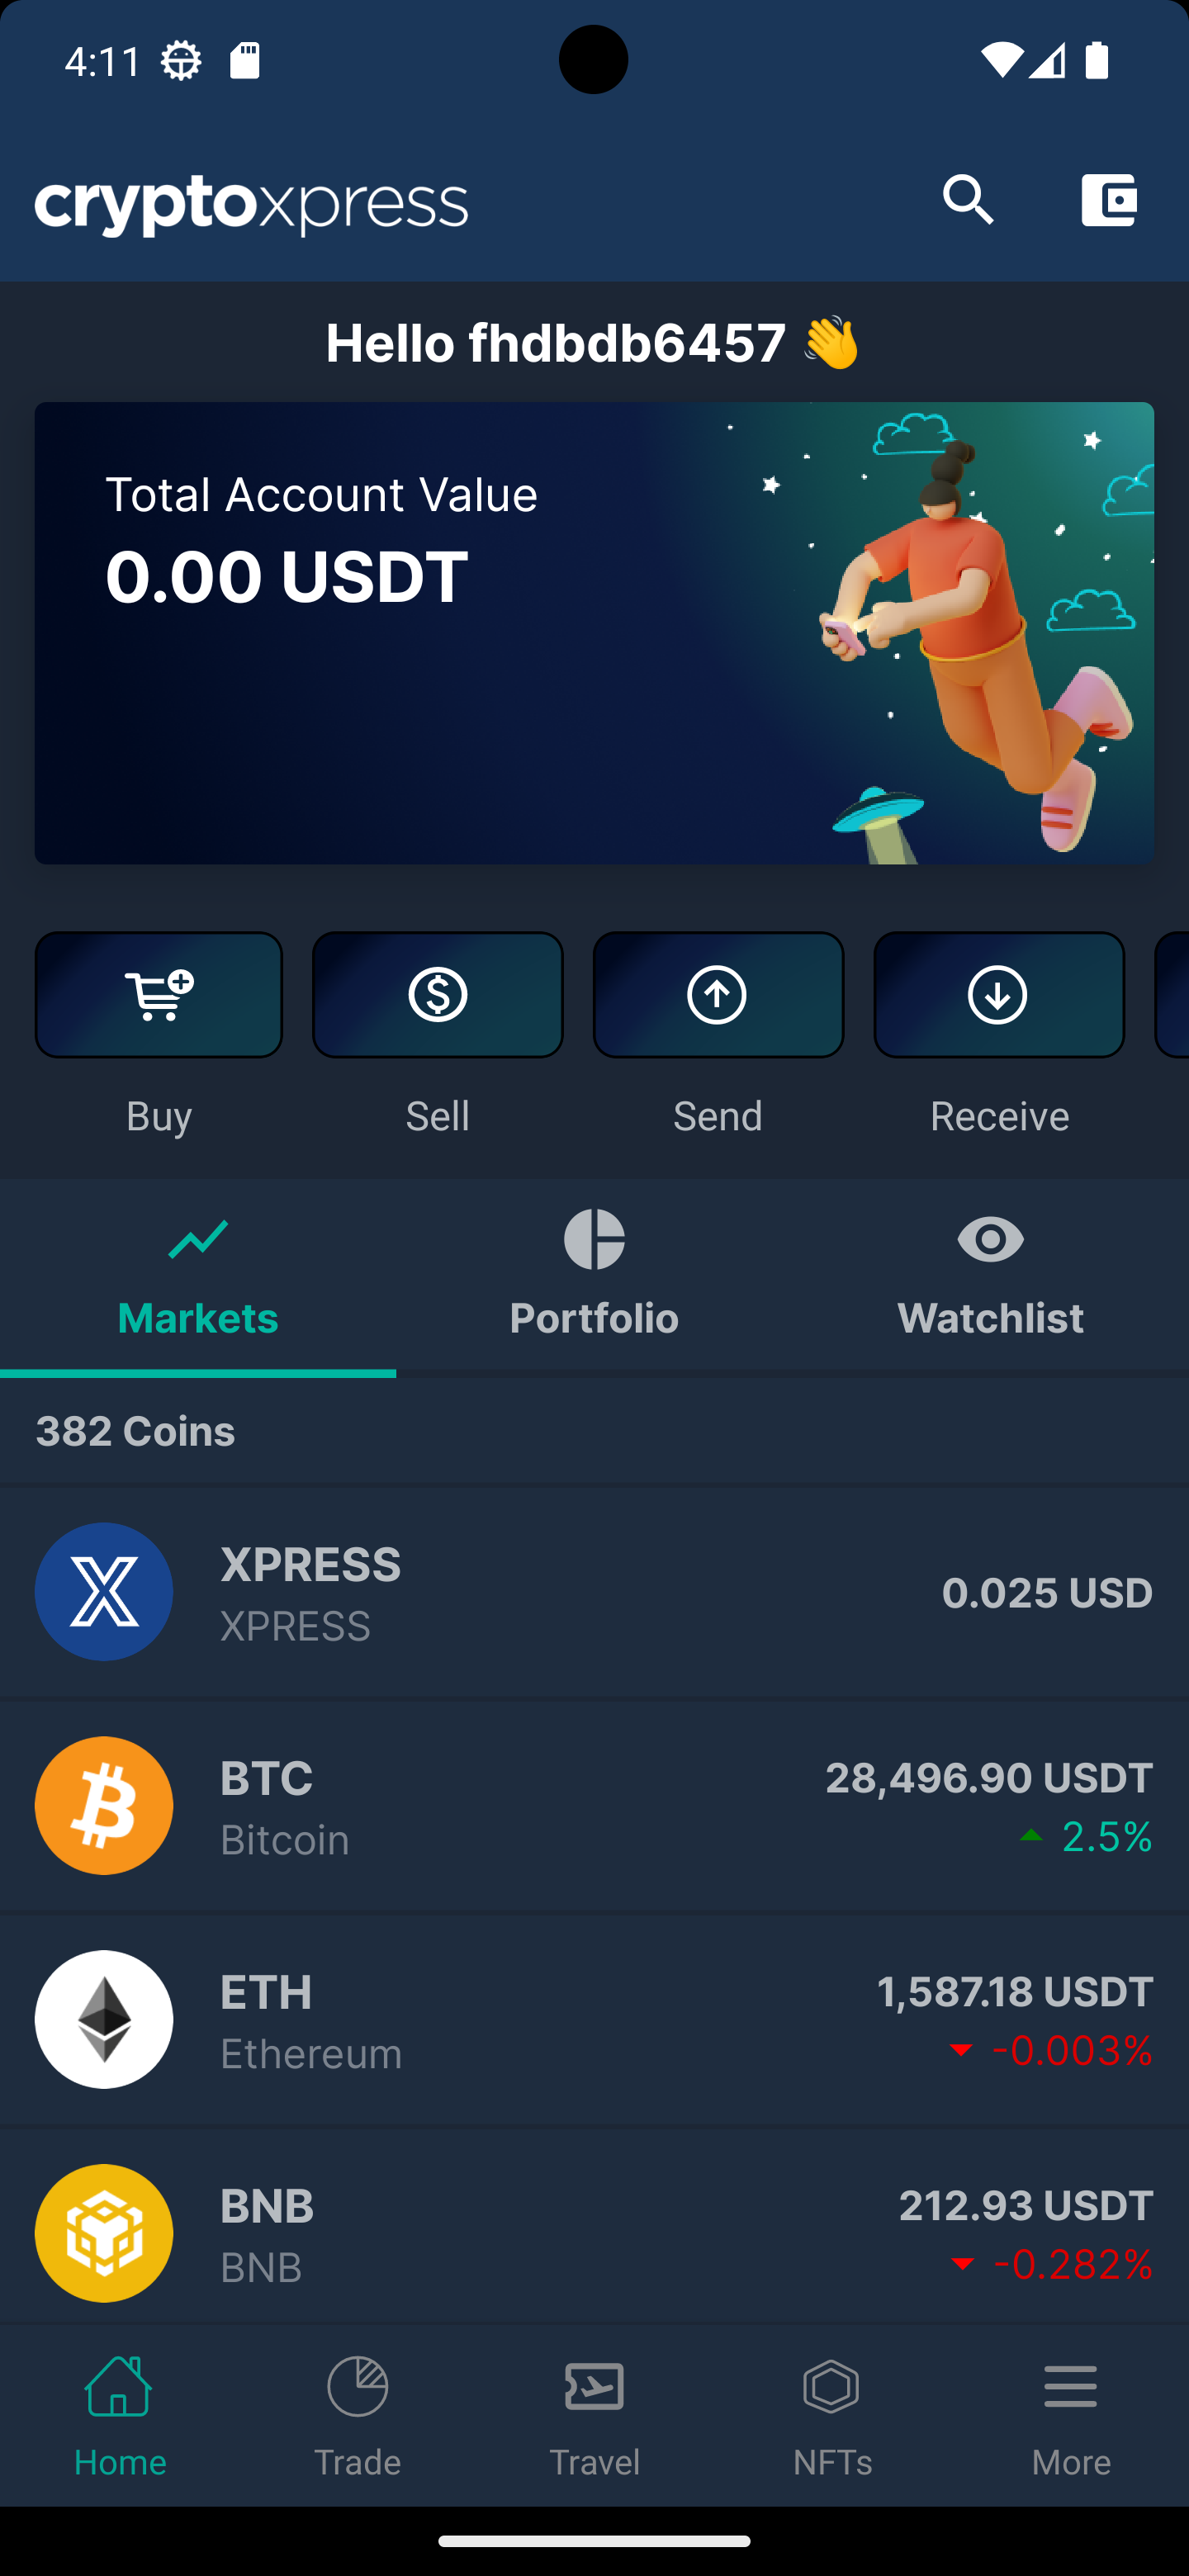 4:11
cryptoxpress
Hello fhdbdb6457 👋
Total Account Value
0.00 USDT
Buy Sell Send Receive
Markets Portfolio Watchlist
382 Coins
XPRESS
XPRESS
0.025 USD
BTC
Bitcoin
28,496.90 USDT
2.5%
ETH
Ethereum
1,587.18 USDT
-0.003%
BNB
BNB
212.93 USDT
-0.282%
Home Trade Travel NFTs More